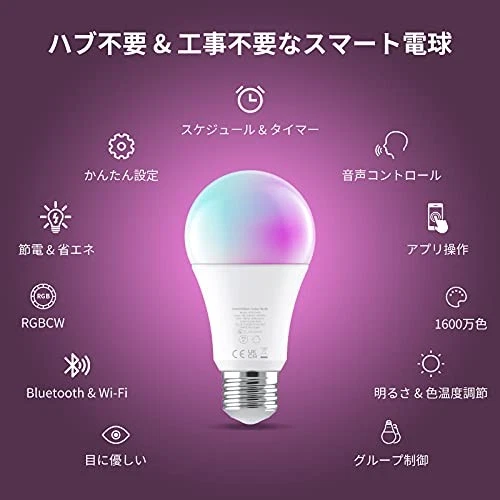 ハブ不要 & 工事不要なスマート電球
スケジュール & タイマー
かんたん設定
音声コントロール
節電 & 省エネ
アプリ操作
RGB
RGBCW
1600万色
Bluetooth & Wi-Fi
明るさ & 色温度調節
目に優しい
グループ制御
CE
UK
CA